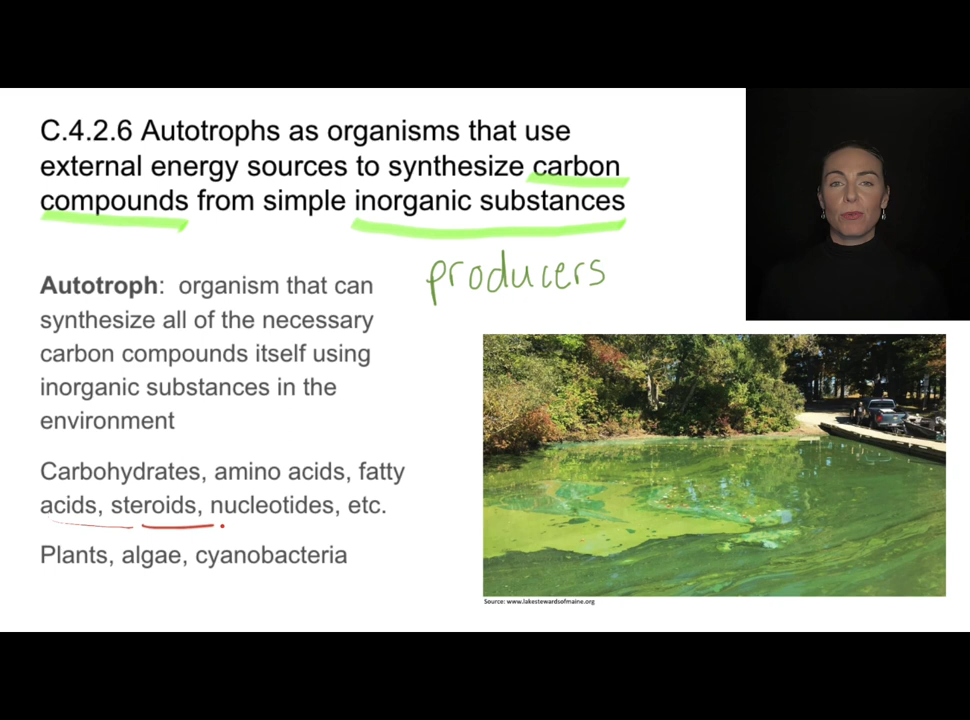 C.4.2.6 Autotrophs as organisms that use
external energy sources to synthesize carbon
compounds from simple inorganic substances
producers
Autotroph: organism that can
synthesize all of the necessary
carbon compounds itself using
inorganic substances in the
environment
Carbohydrates, amino acids, fatty
acids, steroids, nucleotides, etc.
Plants, algae, cyanobacteria
Source: www.lakestewardsofmaine.org